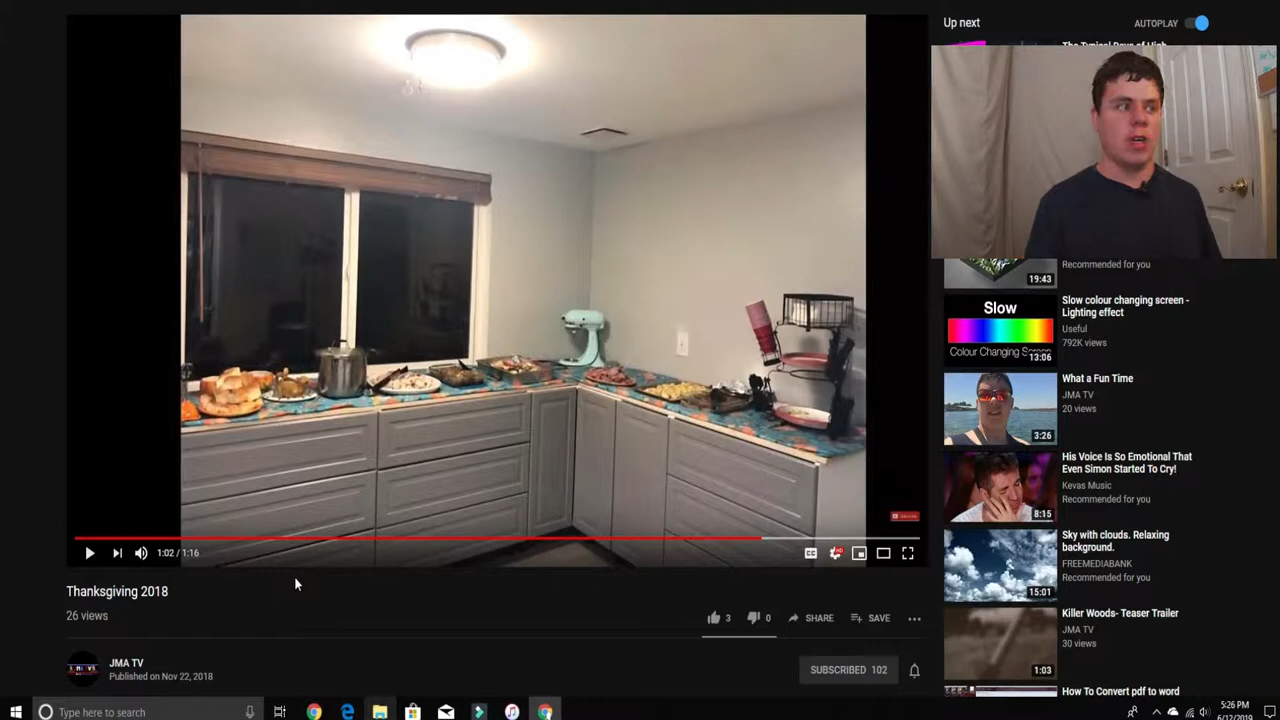 Up next
AUTOPLAY
Recommended for you
19:43
Slow colour changing screen -
Lighting effect
Useful
792K views
Slow
Colour Changing Screen
13:06
What a Fun Time
JMA TV
20 views
3:26
His Voice Is So Emotional That
Even Simon Started To Cry!
Kevas Music
Recommended for you
8:15
Sky with clouds. Relaxing
background.
FREEMEDIABANK
Recommended for you
15:01
Killer Woods- Teaser Trailer
JMA TV
30 views
1:03
How To Convert pdf to word
1:02 / 1:16
CC
HD
Thanksgiving 2018
26 views
3
0
SHARE
SAVE
JMA TV
Published on Nov 22, 2018
SUBSCRIBED 102
Type here to search
5:26 PM
6/12/2019